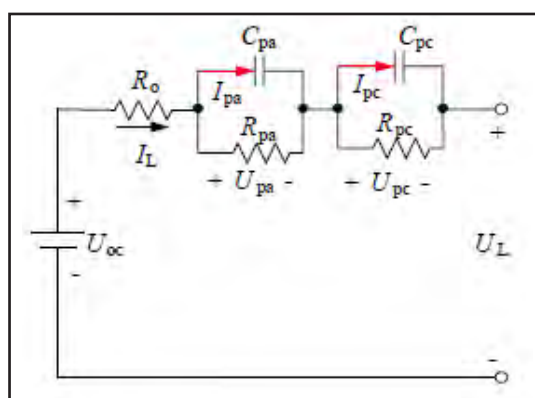 C_pa C_pc
R_o I_pa I_pc
I_L R_pa R_pc
+ U_pa - + U_pc -
+ +
U_oc U_L
- -